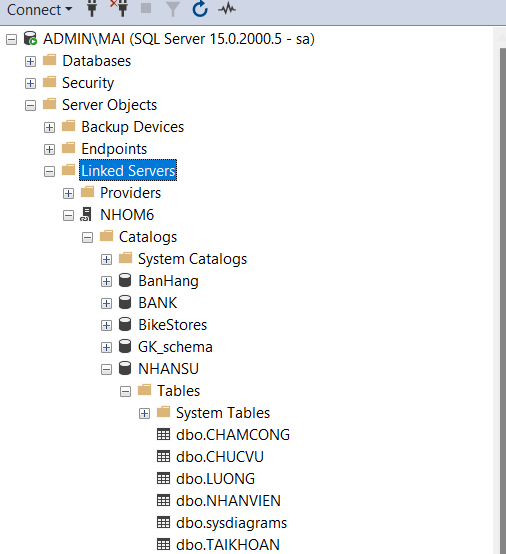 Connect
ADMIN\MAI (SQL Server 15.0.2000.5 - sa)
Databases
Security
Server Objects
Backup Devices
Endpoints
Linked Servers
Providers
NHOM6
Catalogs
System Catalogs
BanHang
BANK
BikeStores
GK_schema
NHANSU
Tables
System Tables
dbo.CHAMCONG
dbo.CHUCVU
dbo.LUONG
dbo.NHANVIEN
dbo.sysdiagrams
dbo.TAIKHOAN